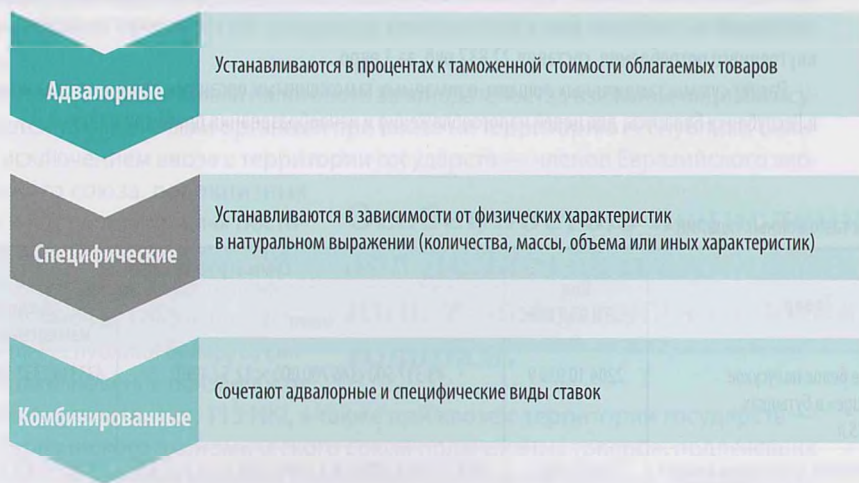 Адвалорные
Устанавливаются в процентах к таможенной стоимости облагаемых товаров
Специфические
Устанавливаются в зависимости от физических характеристик
в натуральном выражении (количества, массы, объема или иных характеристик)
Комбинированные
Сочетают адвалорные и специфические виды ставок